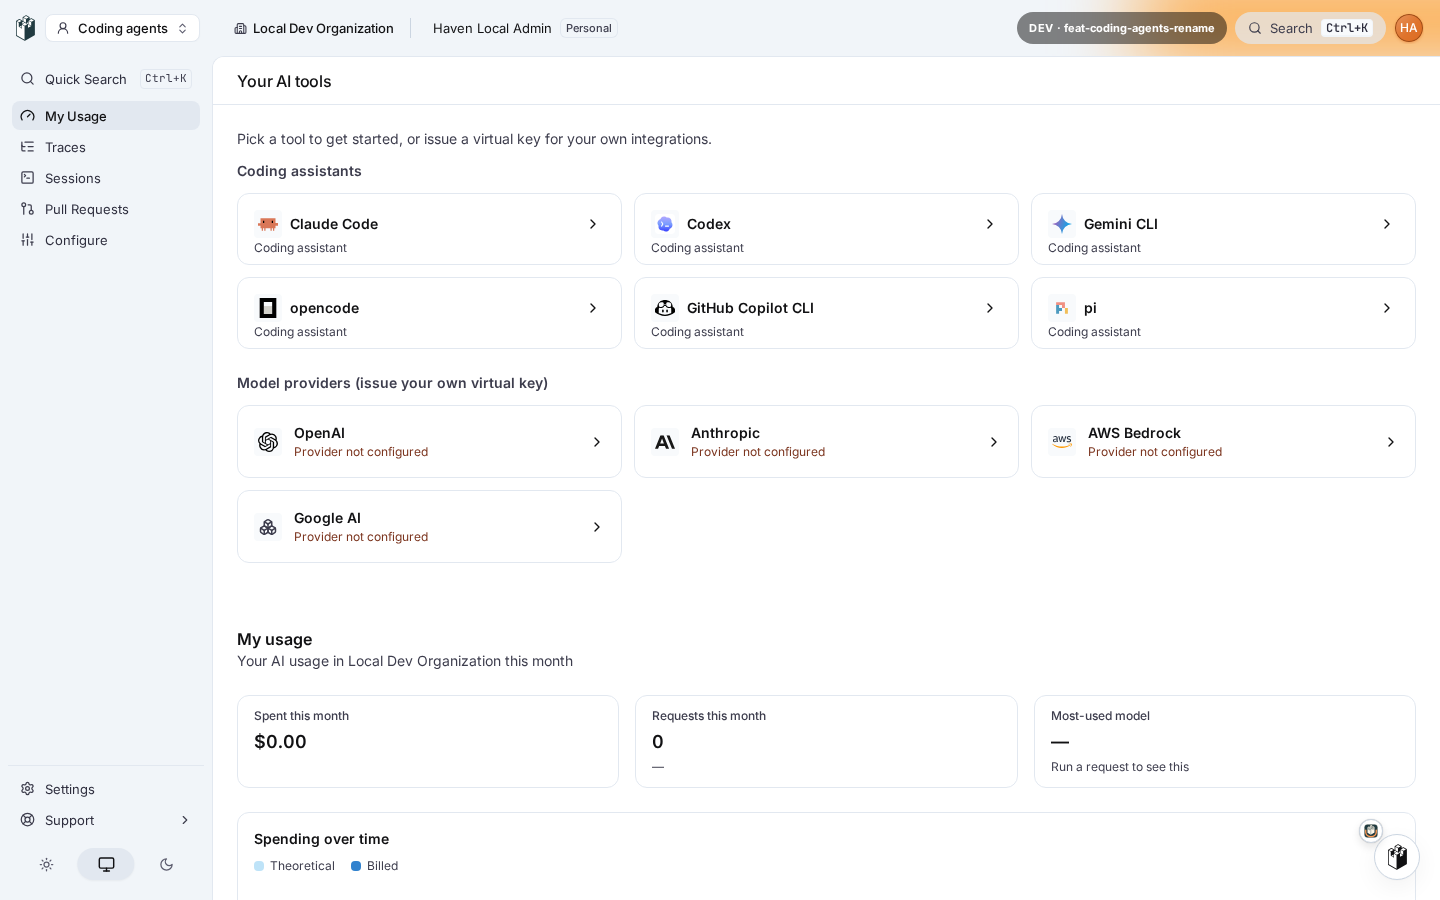 Coding agents
Local Dev Organization
Haven Local Admin
Personal
DEV · feat-coding-agents-rename
Search
Ctrl+K
HA
Quick Search
Ctrl+K
My Usage
Traces
Sessions
Pull Requests
Configure
Settings
Support
Your AI tools
Pick a tool to get started, or issue a virtual key for your own integrations.
Coding assistants
Claude Code
Coding assistant
Codex
Coding assistant
Gemini CLI
Coding assistant
opencode
Coding assistant
GitHub Copilot CLI
Coding assistant
pi
Coding assistant
Model providers (issue your own virtual key)
OpenAI
Provider not configured
Anthropic
Provider not configured
aws
AWS Bedrock
Provider not configured
Google AI
Provider not configured
My usage
Your AI usage in Local Dev Organization this month
Spent this month
$0.00
Requests this month
0
—
Most-used model
—
Run a request to see this
Spending over time
Theoretical
Billed